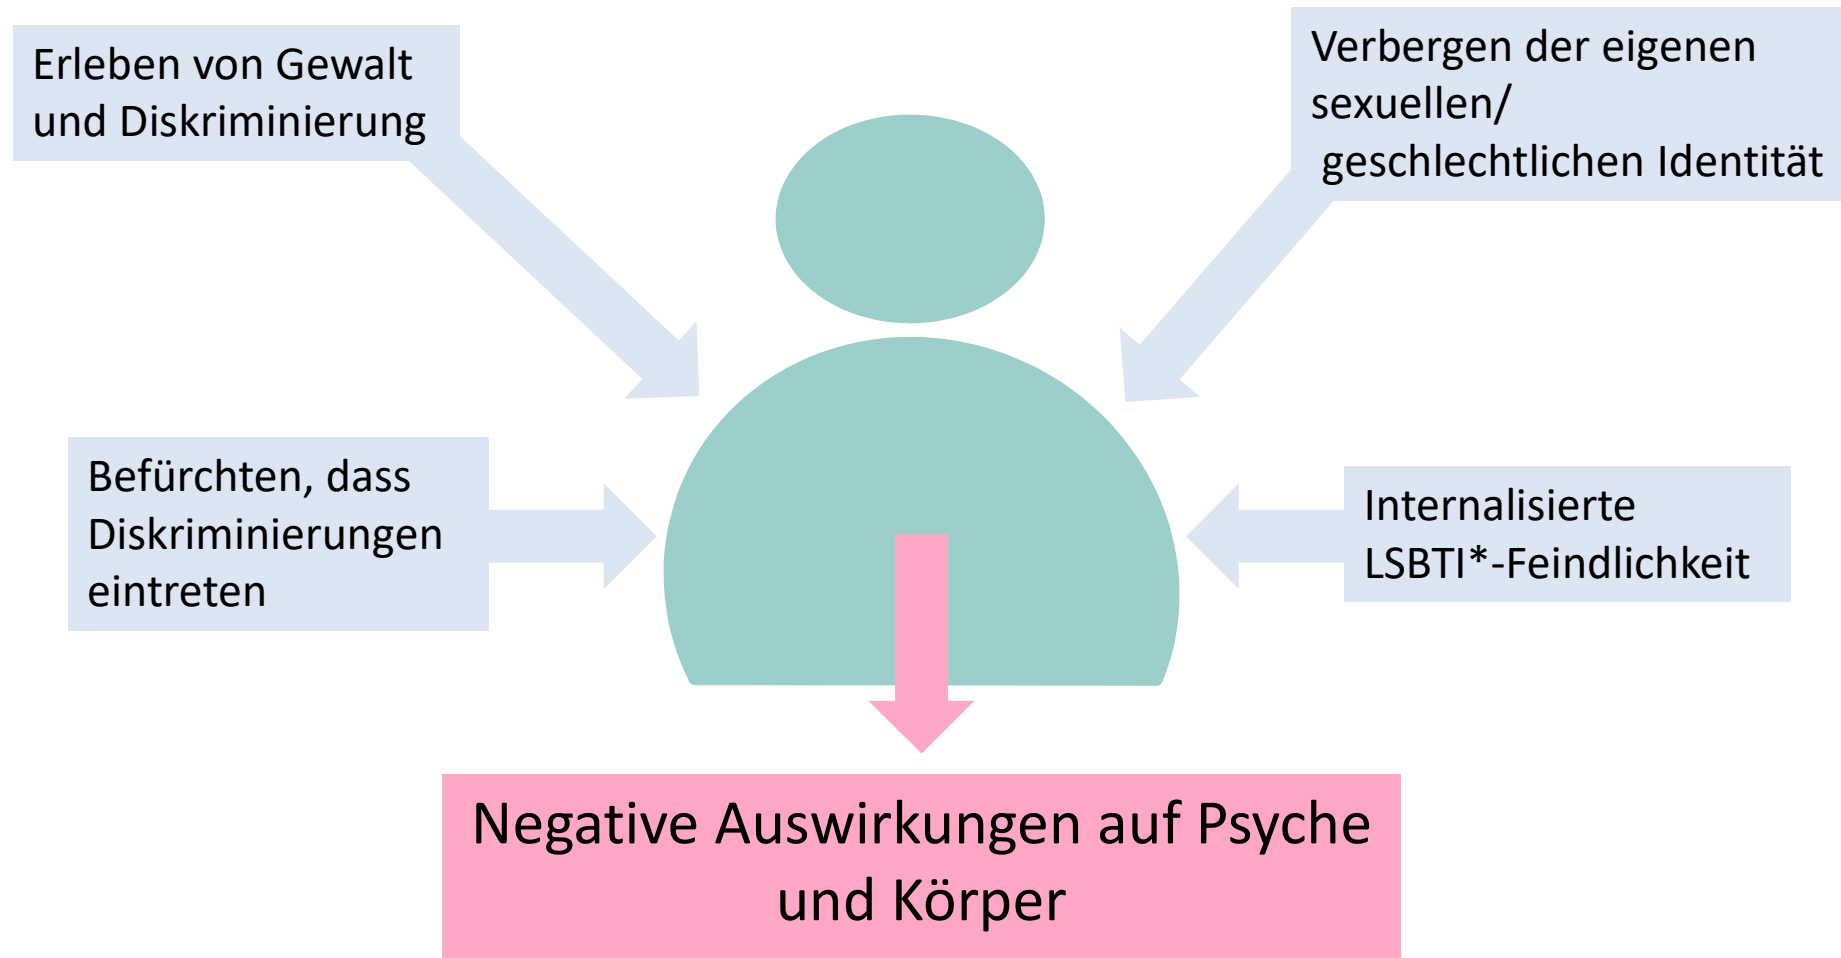 Erleben von Gewalt
und Diskriminierung
Verbergen der eigenen
sexuellen/
geschlechtlichen Identität
Befürchten, dass
Diskriminierungen
eintreten
Internalisierte
LSBTI*-Feindlichkeit
Negative Auswirkungen auf Psyche
und Körper